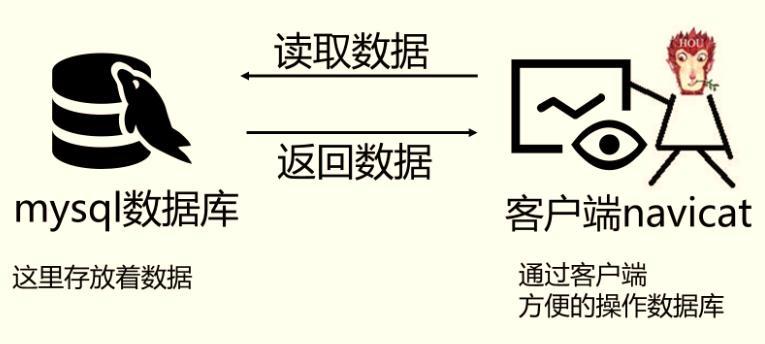 HOU
读取数据
返回数据
mysql数据库
客户端navicat
这里存放着数据
通过客户端
方便的操作数据库